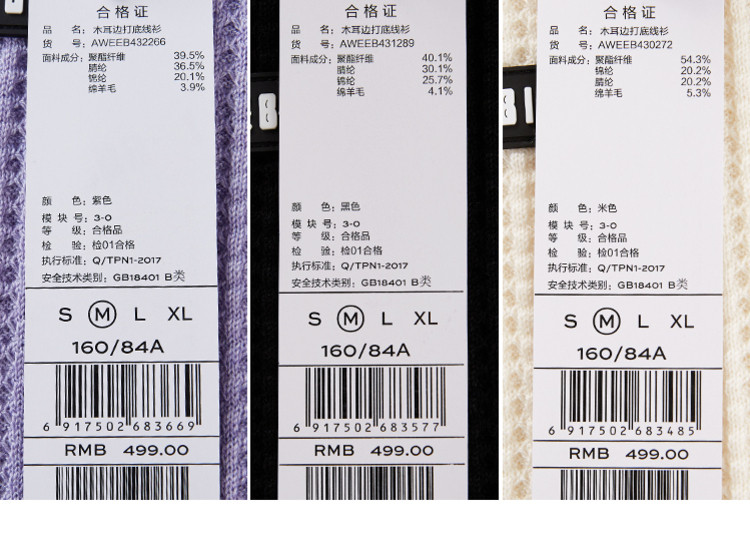 合格证
品 名：木耳边打底线衫
货 号：AWEEB432266
面料成分：聚酯纤维 39.5%
腈纶 36.5%
锦纶 20.1%
绵羊毛 3.9%
颜 色：紫色
模 块 号：3-0
等 级：合格品
检 验：检01合格
执行标准：Q/TPN1-2017
安全技术类别：GB18401 B类
S M L XL
160/84A
6 917502 683669
RMB 499.00
合格证
品 名：木耳边打底线衫
货 号：AWEEB431289
面料成分：聚酯纤维 40.1%
腈纶 30.1%
锦纶 25.7%
绵羊毛 4.1%
颜 色：黑色
模 块 号：3-0
等 级：合格品
检 验：检01合格
执行标准：Q/TPN1-2017
安全技术类别：GB18401 B类
S M L XL
160/84A
6 917502 683577
RMB 499.00
合格证
品 名：木耳边打底线衫
货 号：AWEEB430272
面料成分：聚酯纤维 54.3%
锦纶 20.2%
腈纶 20.2%
绵羊毛 5.3%
颜 色：米色
模 块 号：3-0
等 级：合格品
检 验：检01合格
执行标准：Q/TPN1-2017
安全技术类别：GB18401 B类
S M L XL
160/84A
6 917502 683485
RMB 499.00